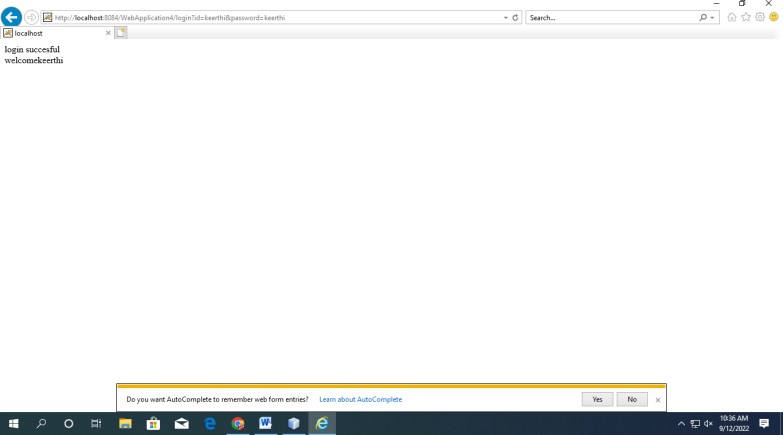 http://localhost:8084/WebApplication4/login?id=keerthi&password=keerthi
Search...
localhost
login succesful
welcomekeerthi
Do you want AutoComplete to remember web form entries? Learn about AutoComplete Yes No
10:36 AM
9/12/2022